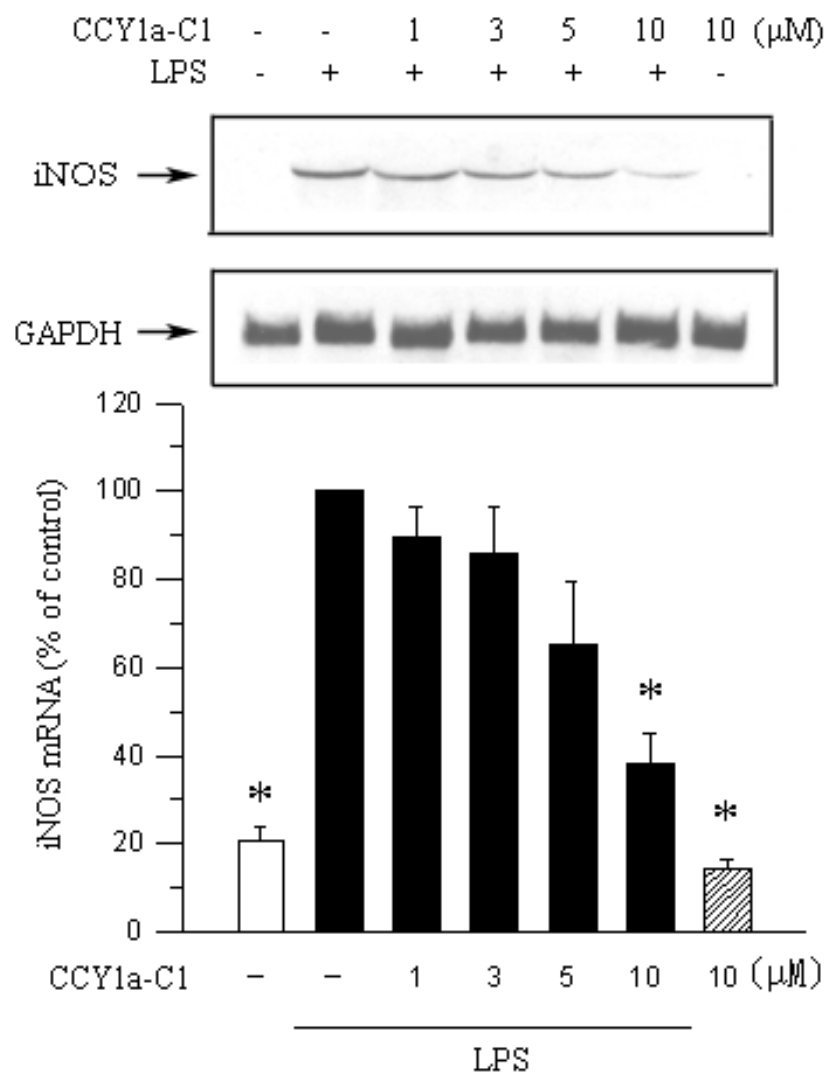 CCY1a-C1 - - 1 3 5 10 10 (μM)
LPS - + + + + + -
iNOS
GAPDH
120
100
80
60
40
20
0
iNOS mRNA (% of control)
*
*
*
CCY1a-C1 – – 1 3 5 10 10 (μM)
LPS